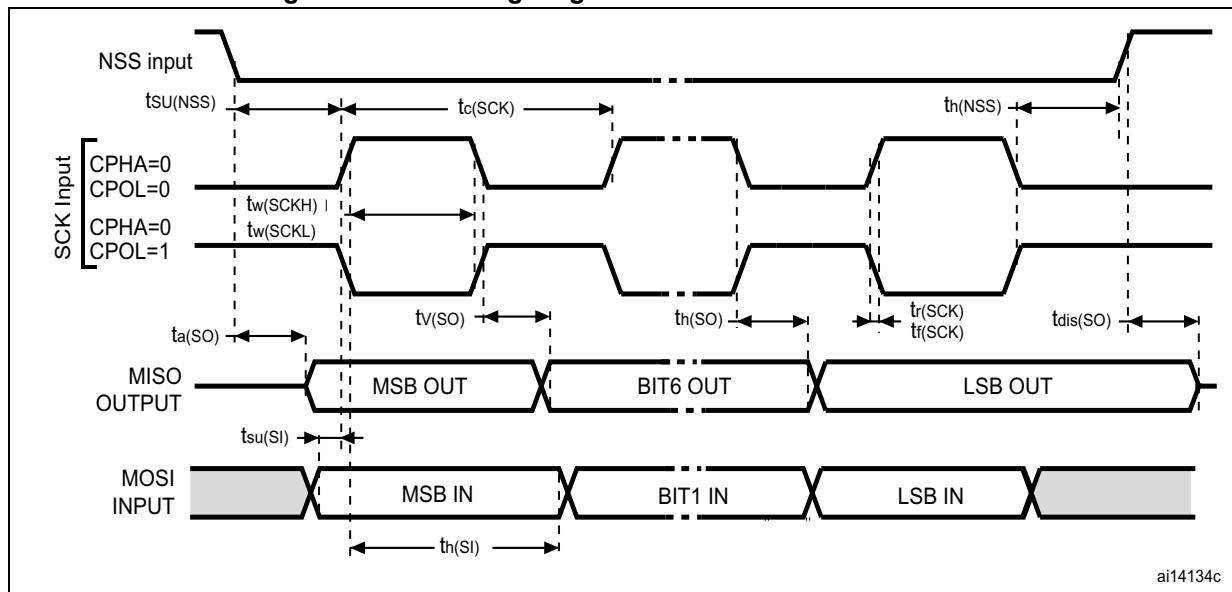 NSS input
tSU(NSS)
tc(SCK)
th(NSS)
SCK Input
CPHA=0
CPOL=0
tw(SCKH)
CPHA=0
CPOL=1
tw(SCKL)
ta(SO)
tV(SO)
th(SO)
tr(SCK)
tf(SCK)
tdis(SO)
MISO
OUTPUT
MSB OUT
BIT6 OUT
LSB OUT
tsu(SI)
MOSI
INPUT
MSB IN
BIT1 IN
LSB IN
th(SI)
ai14134c